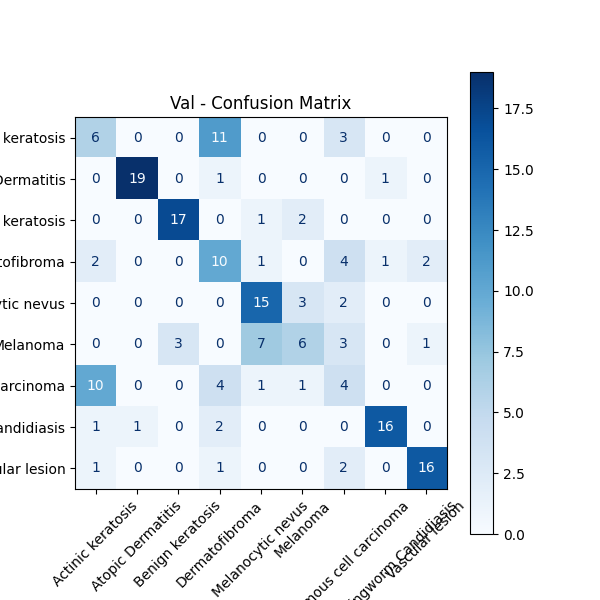 Val - Confusion Matrix
keratosis 6 0 0 11 0 0 3 0 0
Dermatitis 0 19 0 1 0 0 0 1 0
keratosis 0 0 17 0 1 2 0 0 0
tofibroma 2 0 0 10 1 0 4 1 2
ytic nevus 0 0 0 0 15 3 2 0 0
Melanoma 0 0 3 0 7 6 3 0 1
arcinoma 10 0 0 4 1 1 4 0 0
andidiasis 1 1 0 2 0 0 0 16 0
ular lesion 1 0 0 1 0 0 2 0 16
Actinic keratosis
Atopic Dermatitis
Benign keratosis
Dermatofibroma
Melanocytic nevus
Melanoma
mous cell carcinoma
ngworm Candidiasis
Vascular lesion
17.5
15.0
12.5
10.0
7.5
5.0
2.5
0.0